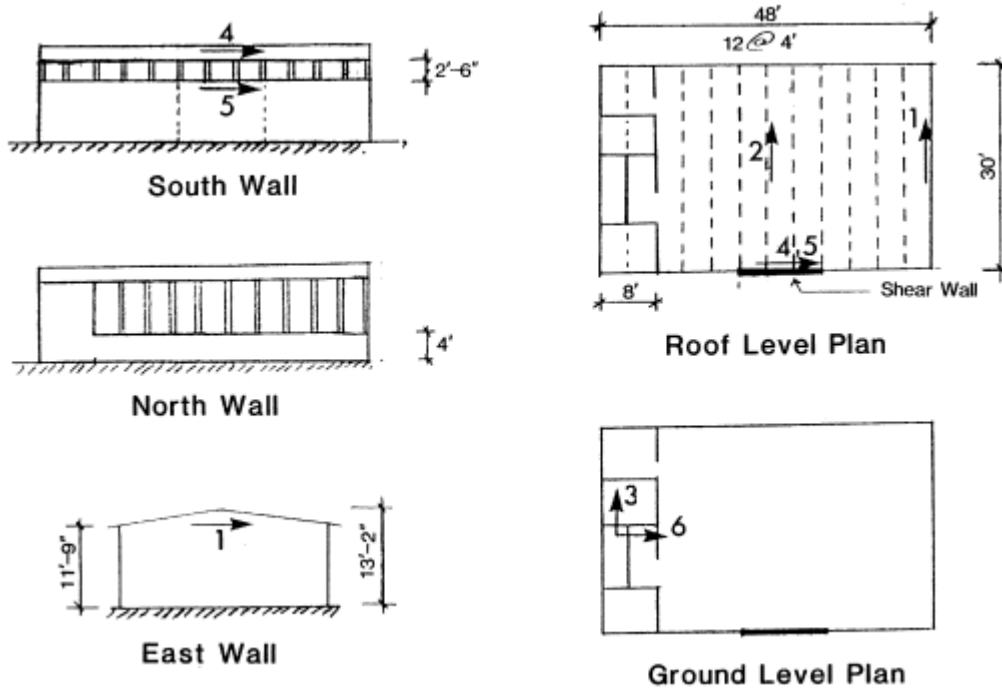 4
2'-6"
5
South Wall
4'
North Wall
1
11'-9"
13'-2"
East Wall
48'
12 @ 4'
1
2
30'
4,5
8'
Shear Wall
Roof Level Plan
3
6
Ground Level Plan